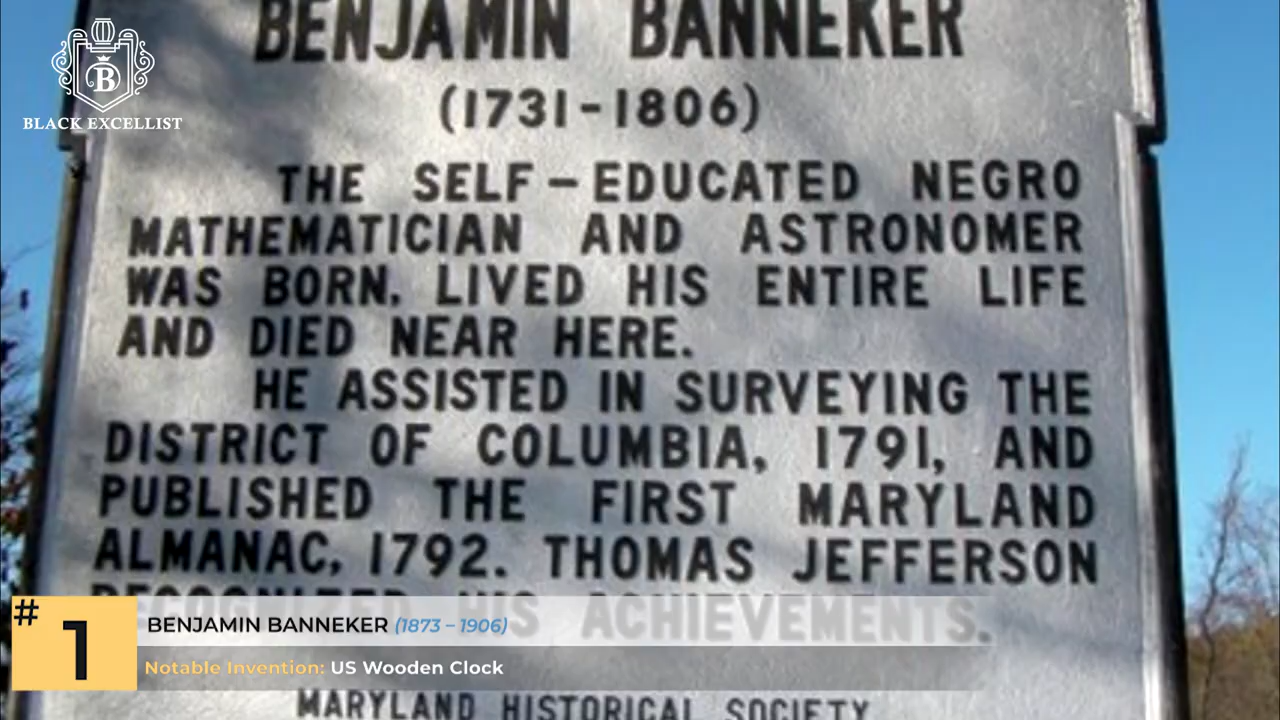 BENJAMIN BANNEKER
BLACK EXCELLIST
B
(1731-1806)
THE SELF-EDUCATED NEGRO
MATHEMATICIAN AND ASTRONOMER
WAS BORN, LIVED HIS ENTIRE LIFE
AND DIED NEAR HERE.
HE ASSISTED IN SURVEYING THE
DISTRICT OF COLUMBIA, 1791, AND
PUBLISHED THE FIRST MARYLAND
ALMANAC, 1792. THOMAS JEFFERSON
RECOGNIZED HIS ACHIEVEMENTS.
# 1
BENJAMIN BANNEKER (1873 – 1906)
Notable Invention: US Wooden Clock
MARYLAND HISTORICAL SOCIETY